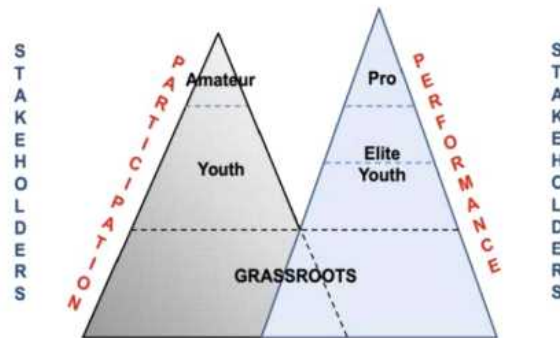 STAKEHOLDERS
PARTICIPATION
Amateur
Youth
Pro
Elite
Youth
GRASSROOTS
PERFORMANCE
STAKEHOLDERS